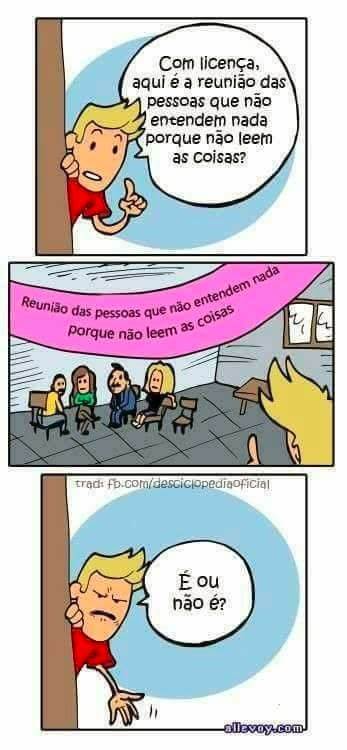 Com licença,
aqui é a reunião das
pessoas que não
entendem nada
porque não leem
as coisas?
Reunião das pessoas que não entendem nada
porque não leem as coisas
trad: fb.com/desciclopediaoficial
É ou
não é?
allevoy.com